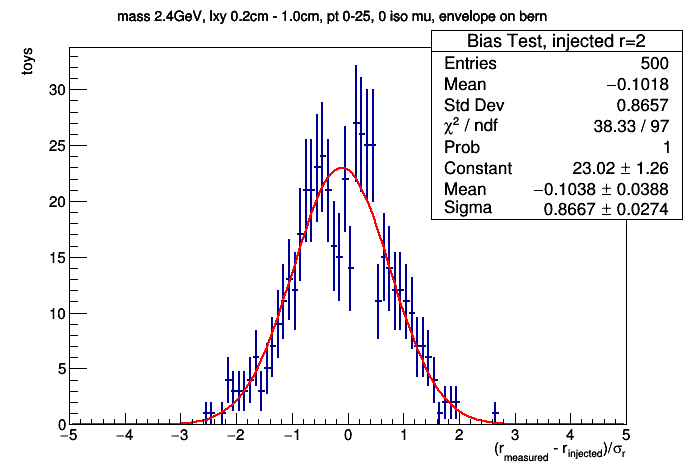 mass 2.4GeV, lxy 0.2cm - 1.0cm, pt 0-25, 0 iso mu, envelope on bern
Bias Test, injected r=2
Entries 500
Mean −0.1018
Std Dev 0.8657
χ² / ndf 38.33 / 97
Prob 1
Constant 23.02 ± 1.26
Mean −0.1038 ± 0.0388
Sigma 0.8667 ± 0.0274
toys
30
25
20
15
10
5
0
−5 −4 −3 −2 −1 0 1 2 3 4 5
(r_measured - r_injected)/σ_r